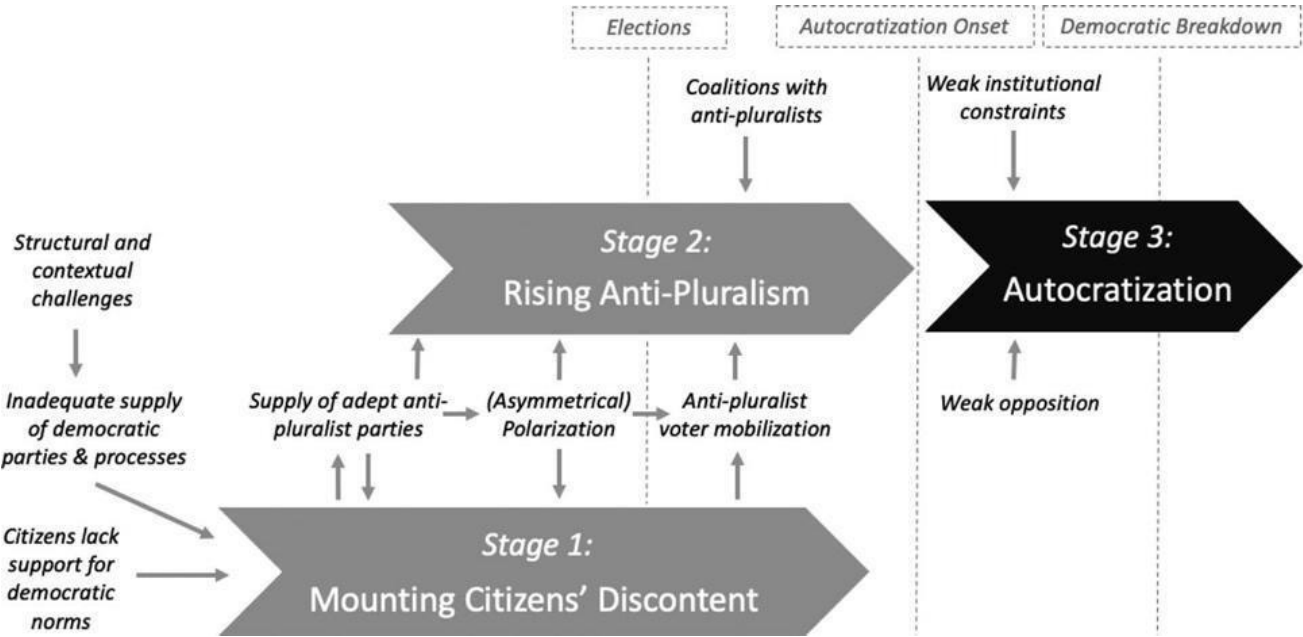 Elections
Autocratization Onset
Democratic Breakdown
Coalitions with
anti-pluralists
Weak institutional
constraints
Stage 2:
Rising Anti-Pluralism
Stage 3:
Autocratization
Structural and
contextual
challenges
Inadequate supply
of democratic
parties & processes
Supply of adept anti-
pluralist parties
(Asymmetrical)
Polarization
Anti-pluralist
voter mobilization
Weak opposition
Citizens lack
support for
democratic
norms
Stage 1:
Mounting Citizens’ Discontent